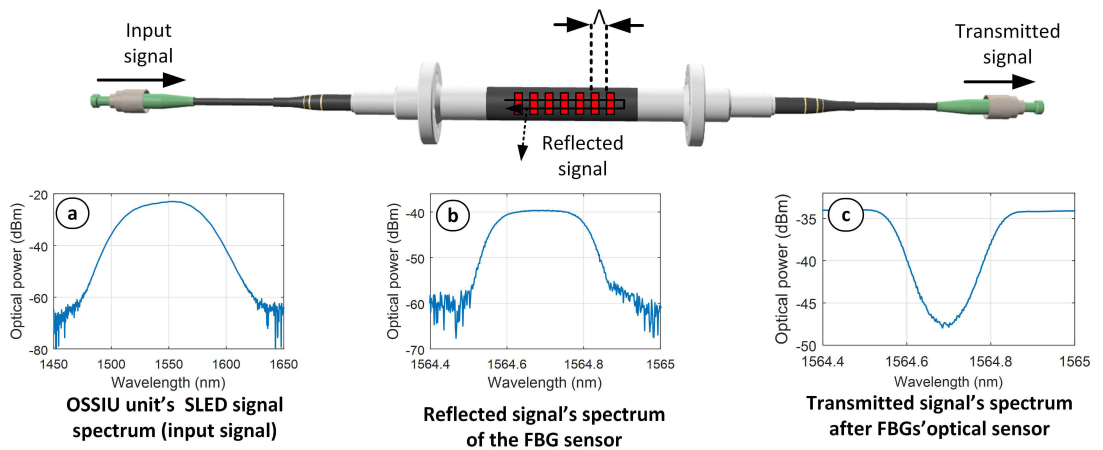 Λ
Input
signal
Transmitted
signal
Reflected
signal
a
Optical power (dBm)
-20
-40
-60
-80
1450
1500
1550
1600
1650
Wavelength (nm)
OSSIU unit's  SLED signal
spectrum (input signal)
b
Optical power (dBm)
-40
-50
-60
-70
1564.4
1564.6
1564.8
1565
Wavelength (nm)
Reflected signal's spectrum
of the FBG sensor
c
Optical power (dBm)
-35
-40
-45
-50
1564.4
1564.6
1564.8
1565
Wavelength (nm)
Transmitted signal's spectrum
after FBGs'optical sensor